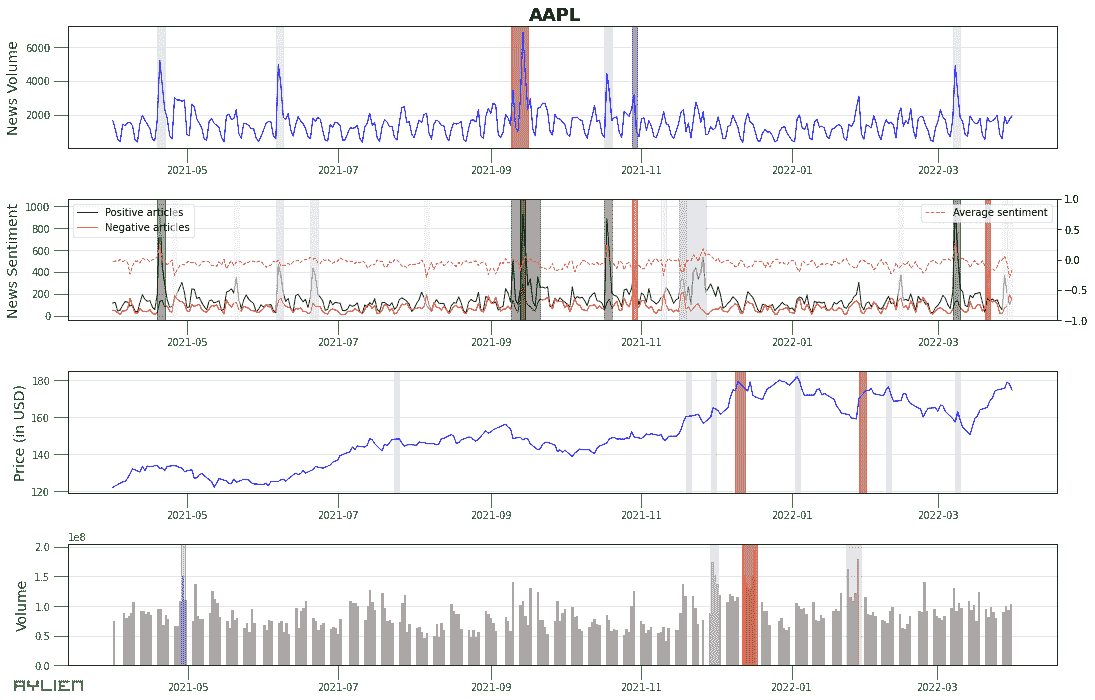 AAPL
News Volume
6000
4000
2000
2021-05 2021-07 2021-09 2021-11 2022-01 2022-03
News Sentiment
1000
800
600
400
200
0
Positive articles
Negative articles
Average sentiment
1.0
0.5
0.0
−0.5
−1.0
2021-05 2021-07 2021-09 2021-11 2022-01 2022-03
Price (in USD)
180
160
140
120
2021-05 2021-07 2021-09 2021-11 2022-01 2022-03
1e8
Volume
2.0
1.5
1.0
0.5
0.0
2021-05 2021-07 2021-09 2021-11 2022-01 2022-03
AYLIEN